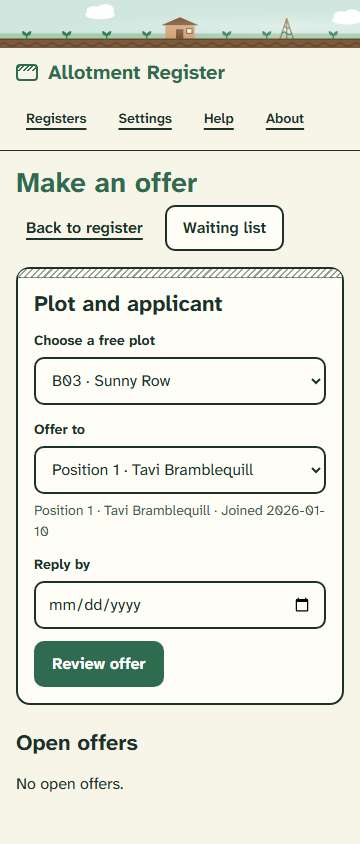 Allotment Register
Registers Settings Help About
Make an offer
Back to register Waiting list
Plot and applicant
Choose a free plot
B03 · Sunny Row
Offer to
Position 1 · Tavi Bramblequill
Position 1 · Tavi Bramblequill · Joined 2026-01-
10
Reply by
mm/dd/yyyy
Review offer
Open offers
No open offers.